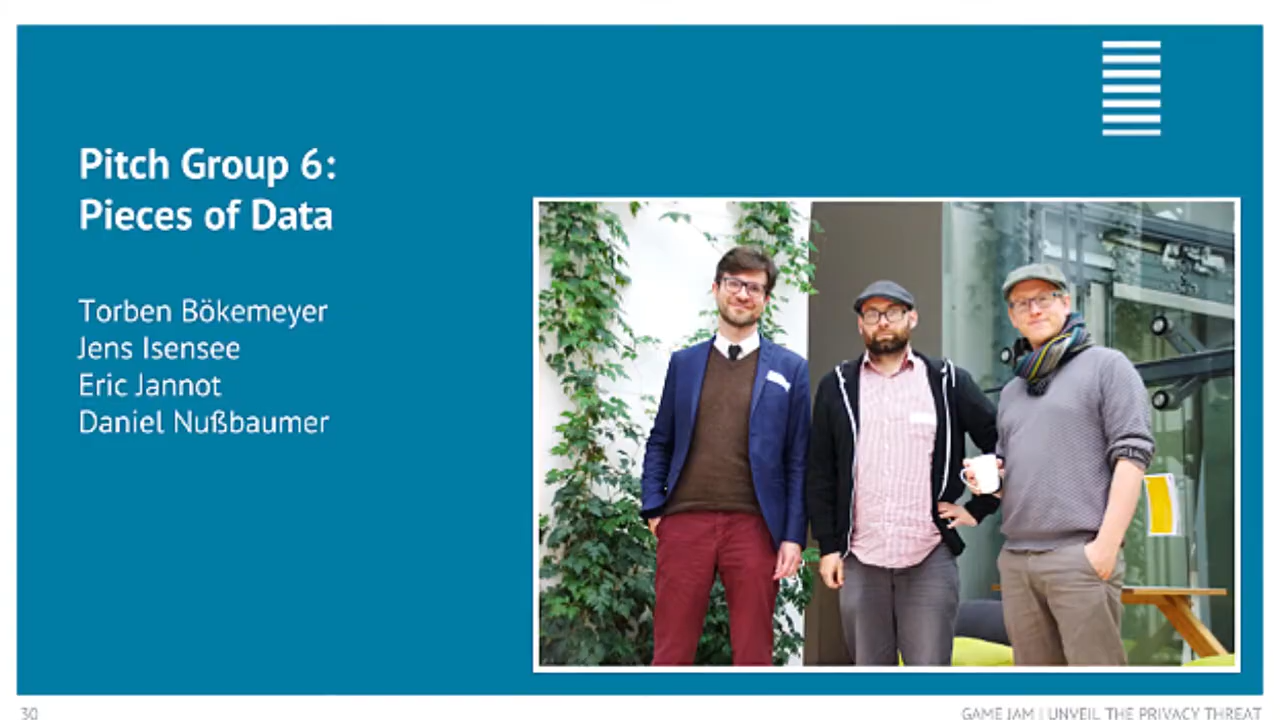 Pitch Group 6:
Pieces of Data
Torben Bökemeyer
Jens Isensee
Eric Jannot
Daniel Nußbaumer
30
GAME JAM | UNVEIL THE PRIVACY THREAT